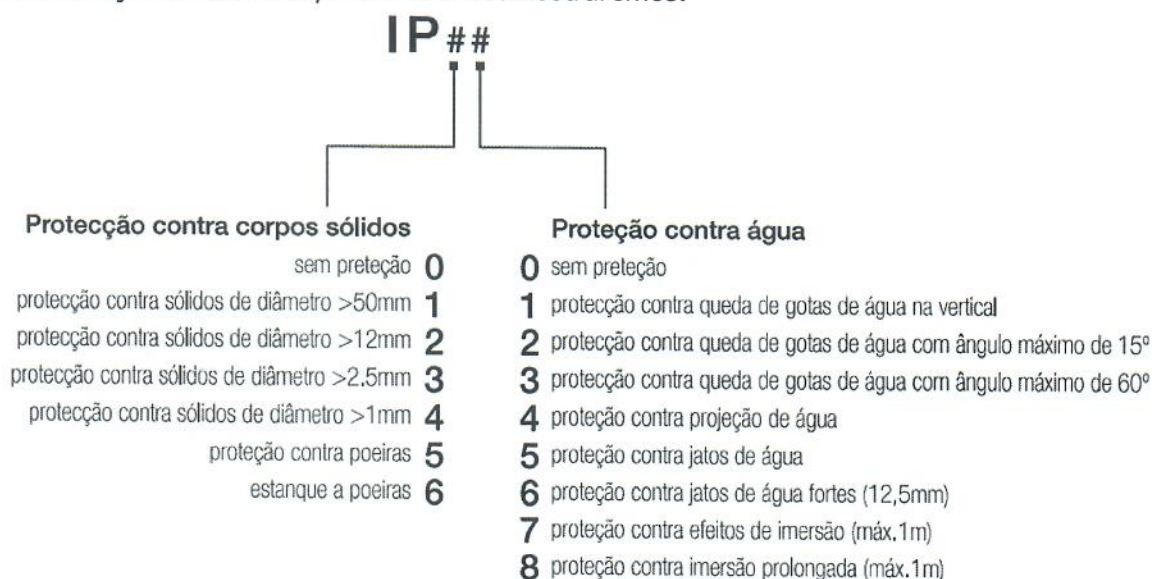 IP##
Protecção contra corpos sólidos
sem preteção 0
protecção contra sólidos de diâmetro >50mm 1
protecção contra sólidos de diâmetro >12mm 2
protecção contra sólidos de diâmetro >2.5mm 3
protecção contra sólidos de diâmetro >1mm 4
proteção contra poeiras 5
estanque a poeiras 6
Proteção contra água
0 sem preteção
1 protecção contra queda de gotas de água na vertical
2 protecção contra queda de gotas de água com ângulo máximo de 15º
3 protecção contra queda de gotas de água com ângulo máximo de 60º
4 proteção contra projeção de água
5 proteção contra jatos de água
6 proteção contra jatos de água fortes (12,5mm)
7 proteção contra efeitos de imersão (máx.1m)
8 proteção contra imersão prolongada (máx.1m)